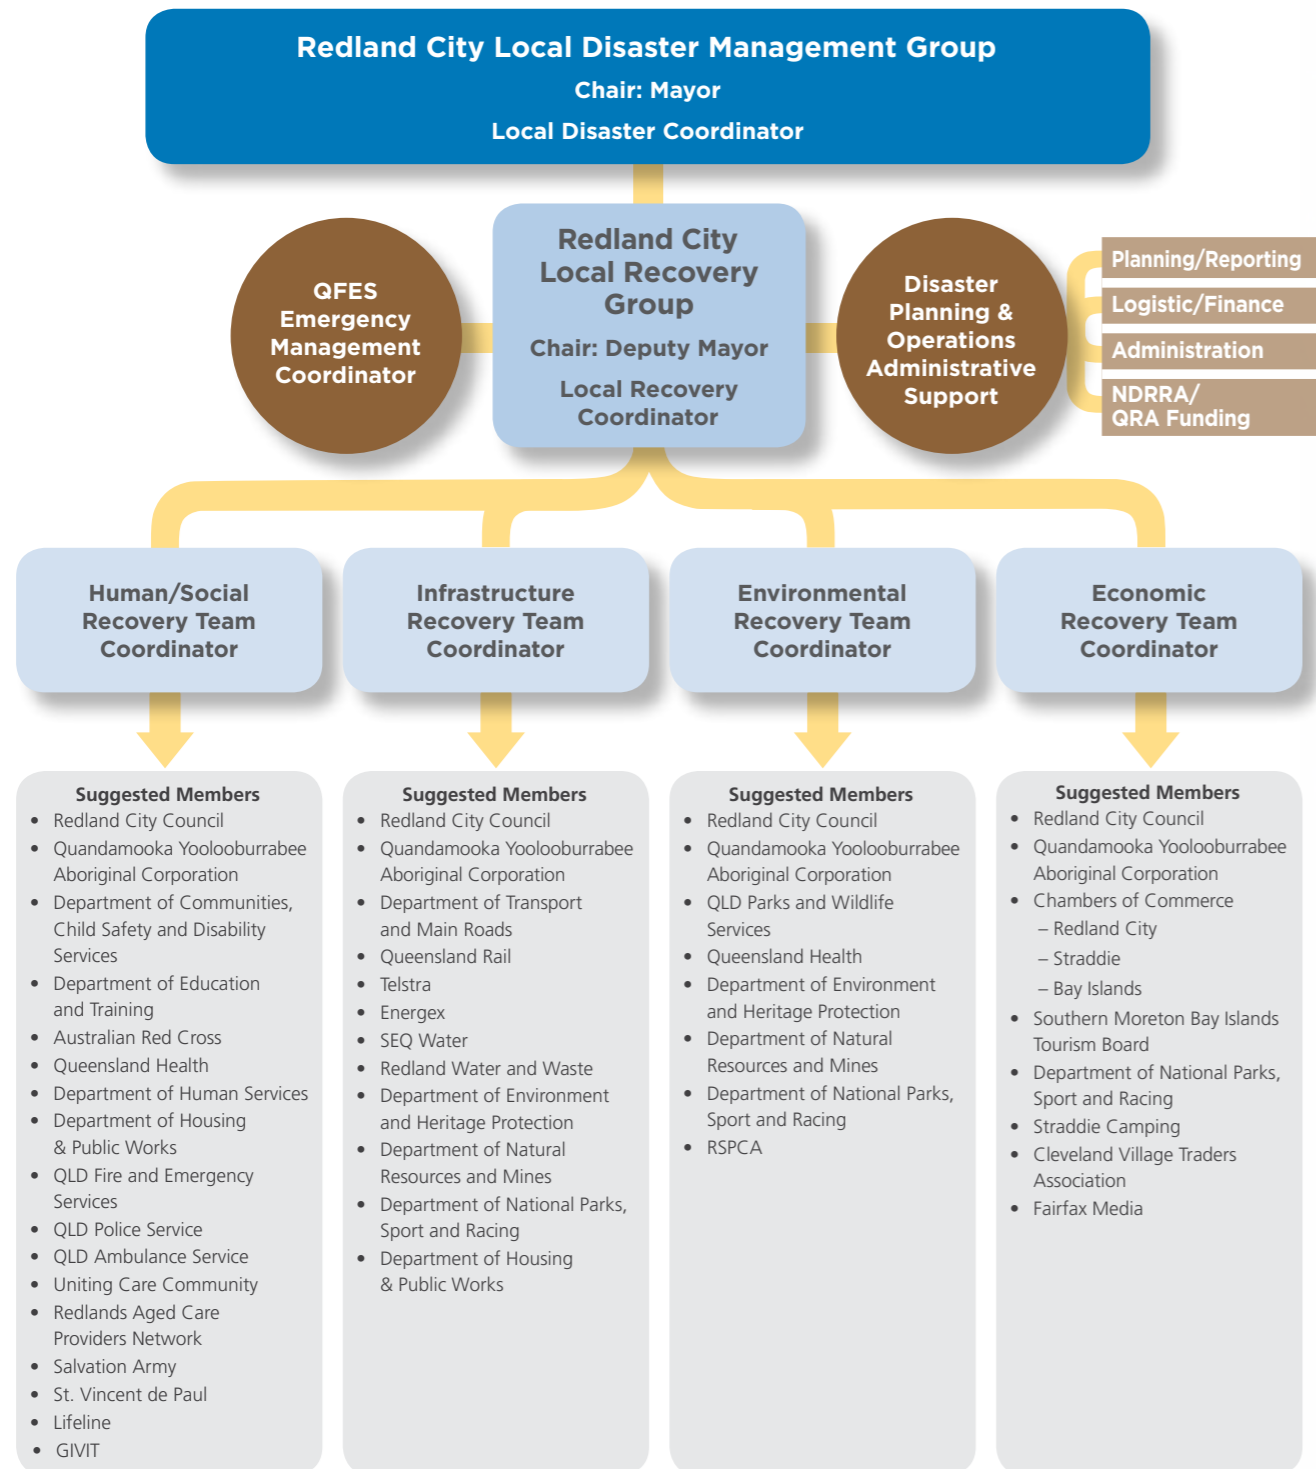 Redland City Local Disaster Management Group
Chair: Mayor
Local Disaster Coordinator
QFES
Emergency
Management
Coordinator
Redland City
Local Recovery
Group
Chair: Deputy Mayor
Local Recovery
Coordinator
Disaster
Planning &
Operations
Administrative
Support
Planning/Reporting
Logistic/Finance
Administration
NDRRA/
QRA Funding
Human/Social
Recovery Team
Coordinator
Infrastructure
Recovery Team
Coordinator
Environmental
Recovery Team
Coordinator
Economic
Recovery Team
Coordinator
Suggested Members
• Redland City Council
• Quandamooka Yoolooburrabee
Aboriginal Corporation
• Department of Communities,
Child Safety and Disability
Services
• Department of Education
and Training
• Australian Red Cross
• Queensland Health
• Department of Human Services
• Department of Housing
& Public Works
• QLD Fire and Emergency
Services
• QLD Police Service
• QLD Ambulance Service
• Uniting Care Community
• Redlands Aged Care
Providers Network
• Salvation Army
• St. Vincent de Paul
• Lifeline
• GIVIT
Suggested Members
• Redland City Council
• Quandamooka Yoolooburrabee
Aboriginal Corporation
• Department of Transport
and Main Roads
• Queensland Rail
• Telstra
• Energex
• SEQ Water
• Redland Water and Waste
• Department of Environment
and Heritage Protection
• Department of Natural
Resources and Mines
• Department of National Parks,
Sport and Racing
• Department of Housing
& Public Works
Suggested Members
• Redland City Council
• Quandamooka Yoolooburrabee
Aboriginal Corporation
• QLD Parks and Wildlife
Services
• Queensland Health
• Department of Environment
and Heritage Protection
• Department of Natural
Resources and Mines
• Department of National Parks,
Sport and Racing
• RSPCA
Suggested Members
• Redland City Council
• Quandamooka Yoolooburrabee
Aboriginal Corporation
• Chambers of Commerce
– Redland City
– Straddie
– Bay Islands
• Southern Moreton Bay Islands
Tourism Board
• Department of National Parks,
Sport and Racing
• Straddie Camping
• Cleveland Village Traders
Association
• Fairfax Media